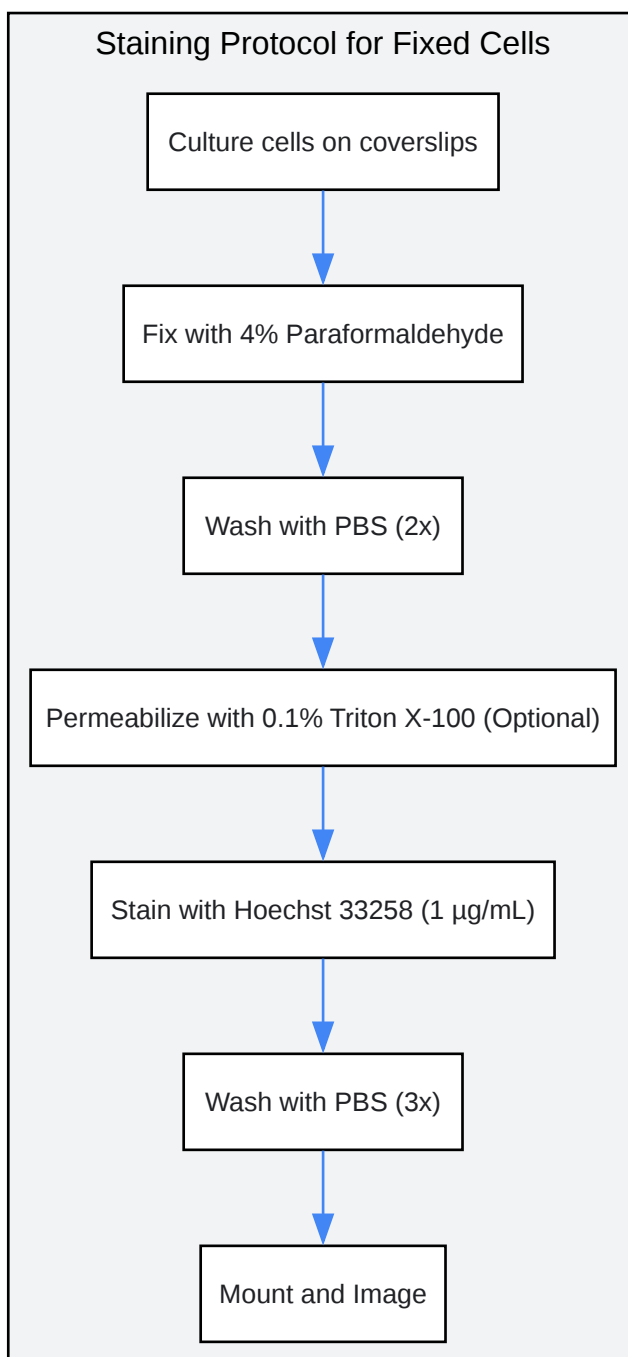 Staining Protocol for Fixed Cells
Culture cells on coverslips
Fix with 4% Paraformaldehyde
Wash with PBS (2x)
Permeabilize with 0.1% Triton X-100 (Optional)
Stain with Hoechst 33258 (1 µg/mL)
Wash with PBS (3x)
Mount and Image